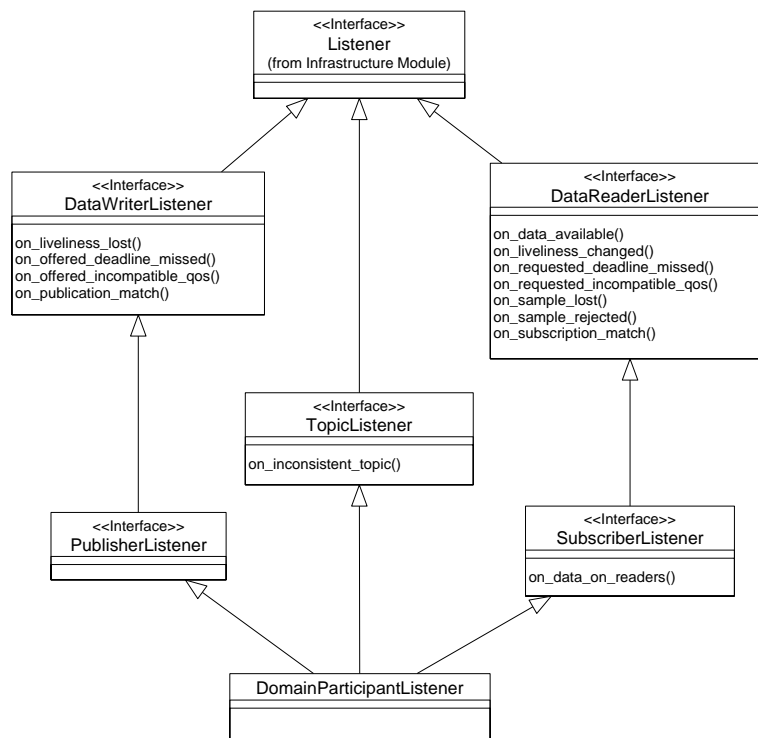 <<Interface>>
Listener
(from Infrastructure Module)
<<Interface>>
DataWriterListener
on_liveliness_lost()
on_offered_deadline_missed()
on_offered_incompatible_qos()
on_publication_match()
<<Interface>>
DataReaderListener
on_data_available()
on_liveliness_changed()
on_requested_deadline_missed()
on_requested_incompatible_qos()
on_sample_lost()
on_sample_rejected()
on_subscription_match()
<<Interface>>
TopicListener
on_inconsistent_topic()
<<Interface>>
PublisherListener
<<Interface>>
SubscriberListener
on_data_on_readers()
DomainParticipantListener